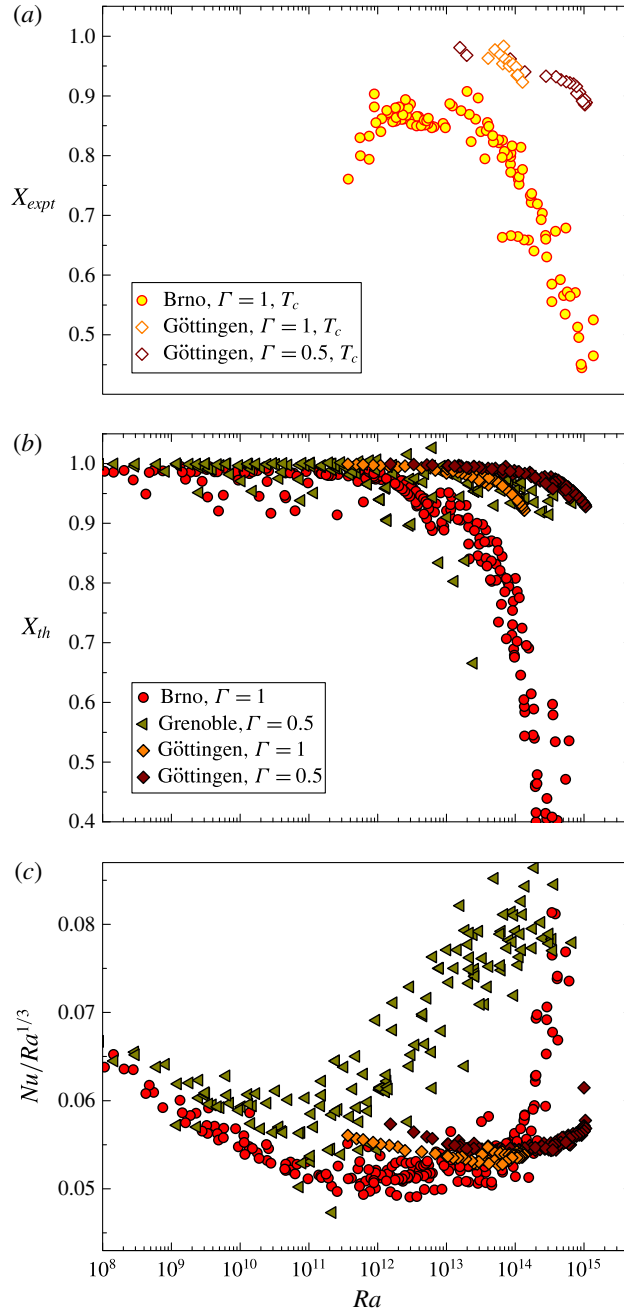 (a)
1.0
0.9
0.8
X_expt
0.7
0.6
0.5
Brno, Γ = 1, T_c
Göttingen, Γ = 1, T_c
Göttingen, Γ = 0.5, T_c
(b)
1.0
0.9
0.8
X_th
0.7
0.6
0.5
0.4
Brno, Γ = 1
Grenoble, Γ = 0.5
Göttingen, Γ = 1
Göttingen, Γ = 0.5
(c)
0.08
0.07
Nu/Ra^1/3
0.06
0.05
10^8 10^9 10^10 10^11 10^12 10^13 10^14 10^15
Ra